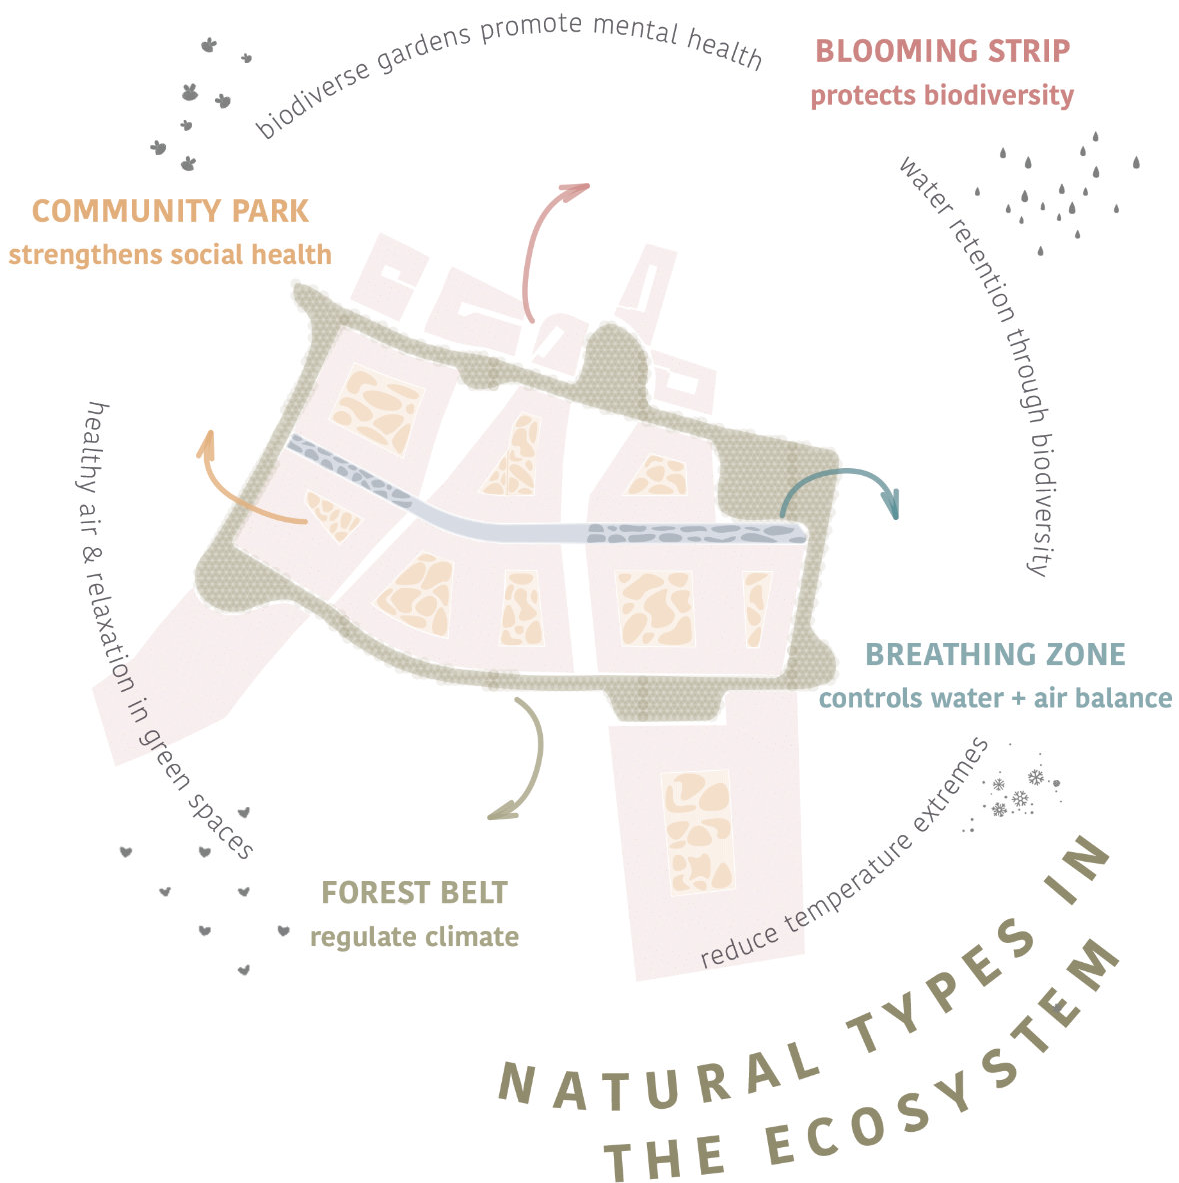 biodiverse gardens promote mental health
BLOOMING STRIP
protects biodiversity
water retention through biodiversity
COMMUNITY PARK
strengthens social health
healthy air & relaxation in green spaces
BREATHING ZONE
controls water + air balance
reduce temperature extremes
FOREST BELT
regulate climate
NATURAL TYPES IN
THE ECOSYSTEM